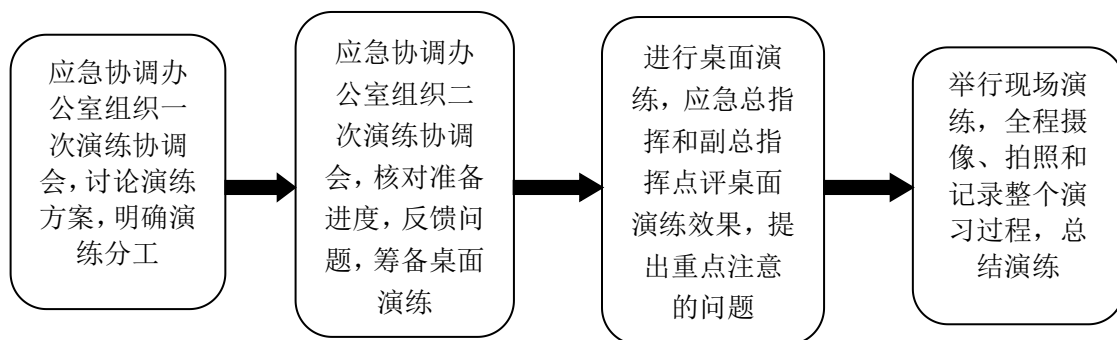 应急协调办
公室组织一
次演练协调
会，讨论演练
方案，明确演
练分工
应急协调办
公室组织二
次演练协调
会，核对准备
进度，反馈问
题，筹备桌面
演练
进行桌面演
练，应急总指
挥和副总指
挥点评桌面
演练效果，提
出重点注意
的问题
举行现场演
练，全程摄
像、拍照和
记录整个演
习过程，总
结演练